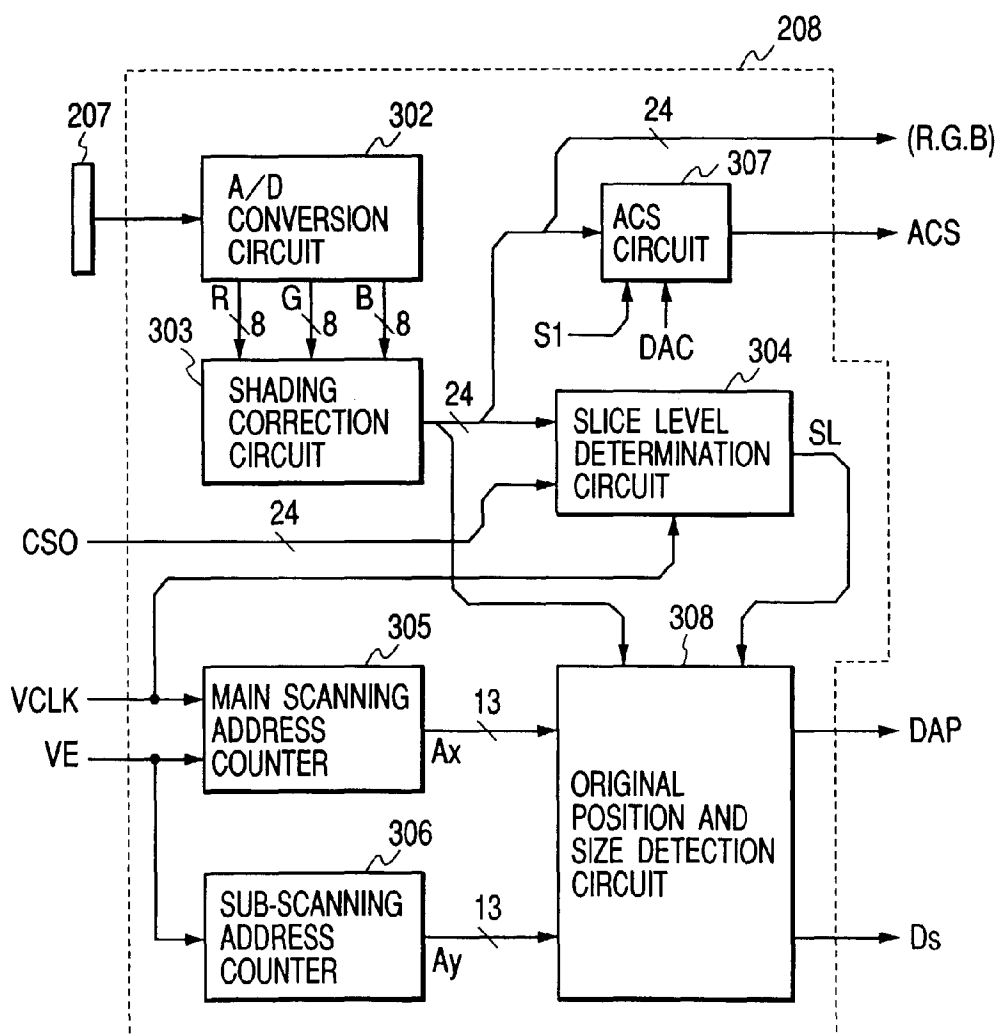 208
207
302
24
(R.G.B)
307
A/D
CONVERSION
CIRCUIT
ACS
CIRCUIT
ACS
R
G
B
8
8
8
S1
DAC
303
304
SHADING
CORRECTION
CIRCUIT
24
SLICE LEVEL
DETERMINATION
CIRCUIT
SL
CSO
24
305
308
VCLK
MAIN SCANNING
ADDRESS
COUNTER
13
Ax
DAP
VE
ORIGINAL
POSITION AND
SIZE DETECTION
CIRCUIT
306
SUB-SCANNING
ADDRESS
COUNTER
13
Ay
Ds